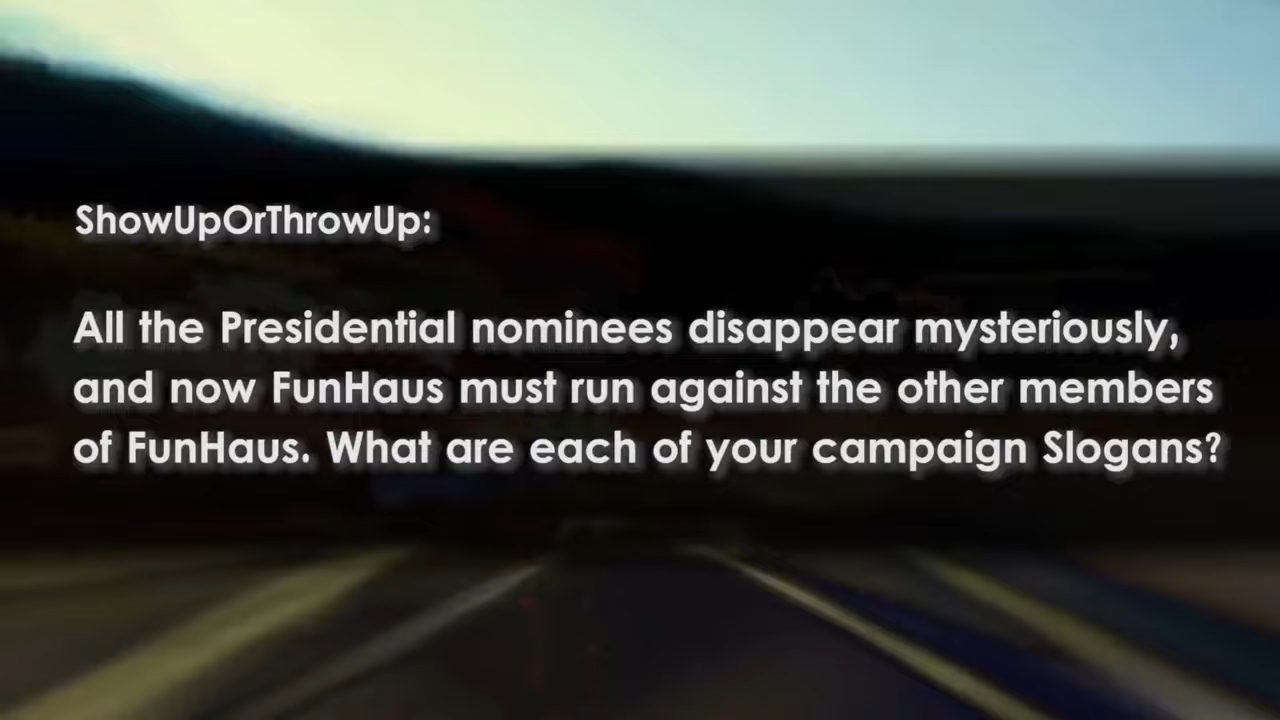 ShowUpOrThrowUp:
All the Presidential nominees disappear mysteriously,
and now FunHaus must run against the other members
of FunHaus. What are each of your campaign Slogans?